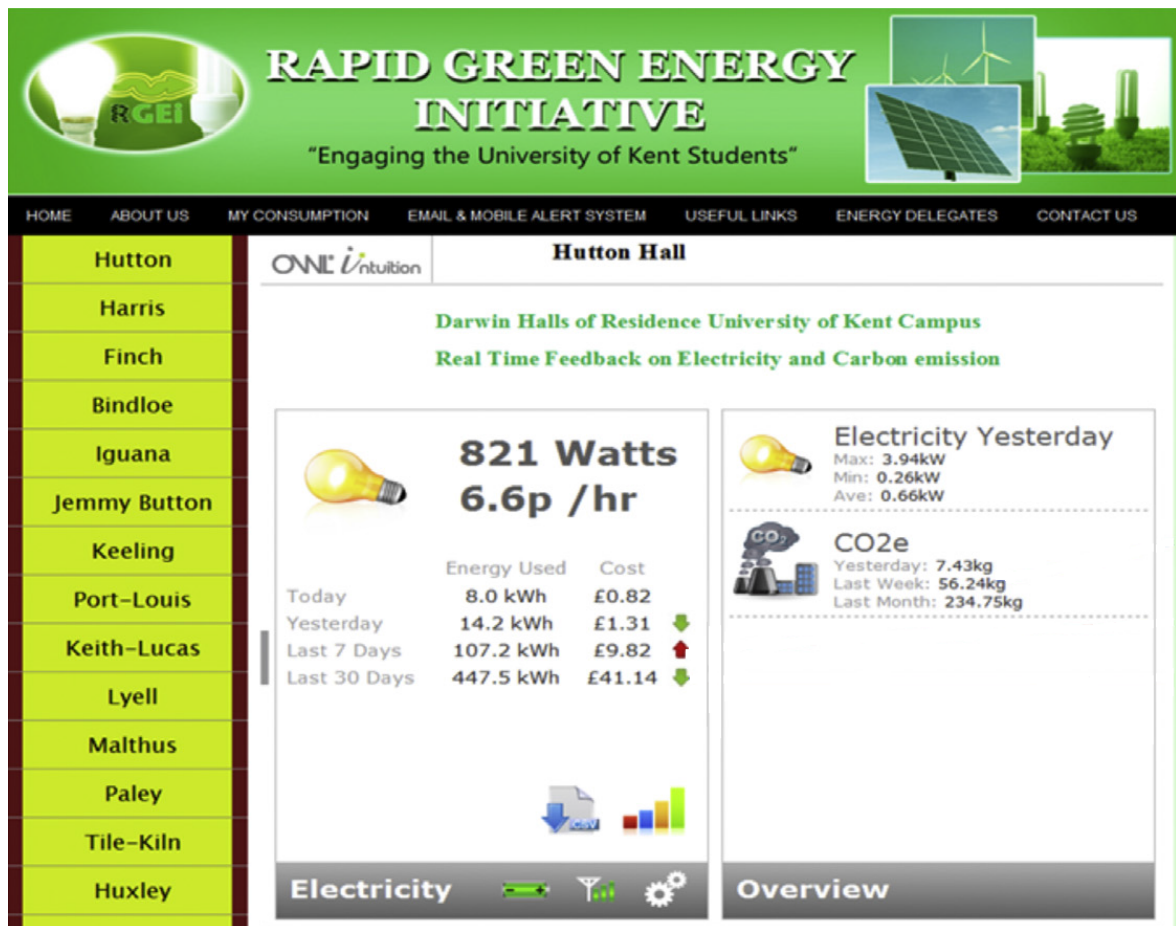 RGEi
RAPID GREEN ENERGY
INITIATIVE
"Engaging the University of Kent Students"
HOME ABOUT US MY CONSUMPTION EMAIL & MOBILE ALERT SYSTEM USEFUL LINKS ENERGY DELEGATES CONTACT US
Hutton
Harris
Finch
Bindloe
Iguana
Jemmy Button
Keeling
Port-Louis
Keith-Lucas
Lyell
Malthus
Paley
Tile-Kiln
Huxley
OWL intuition
Hutton Hall
Darwin Halls of Residence University of Kent Campus
Real Time Feedback on Electricity and Carbon emission
821 Watts
6.6p /hr
Energy Used Cost
Today 8.0 kWh £0.82
Yesterday 14.2 kWh £1.31
Last 7 Days 107.2 kWh £9.82
Last 30 Days 447.5 kWh £41.14
CSV
Electricity
Electricity Yesterday
Max: 3.94kW
Min: 0.26kW
Ave: 0.66kW
CO2
CO2e
Yesterday: 7.43kg
Last Week: 56.24kg
Last Month: 234.75kg
Overview